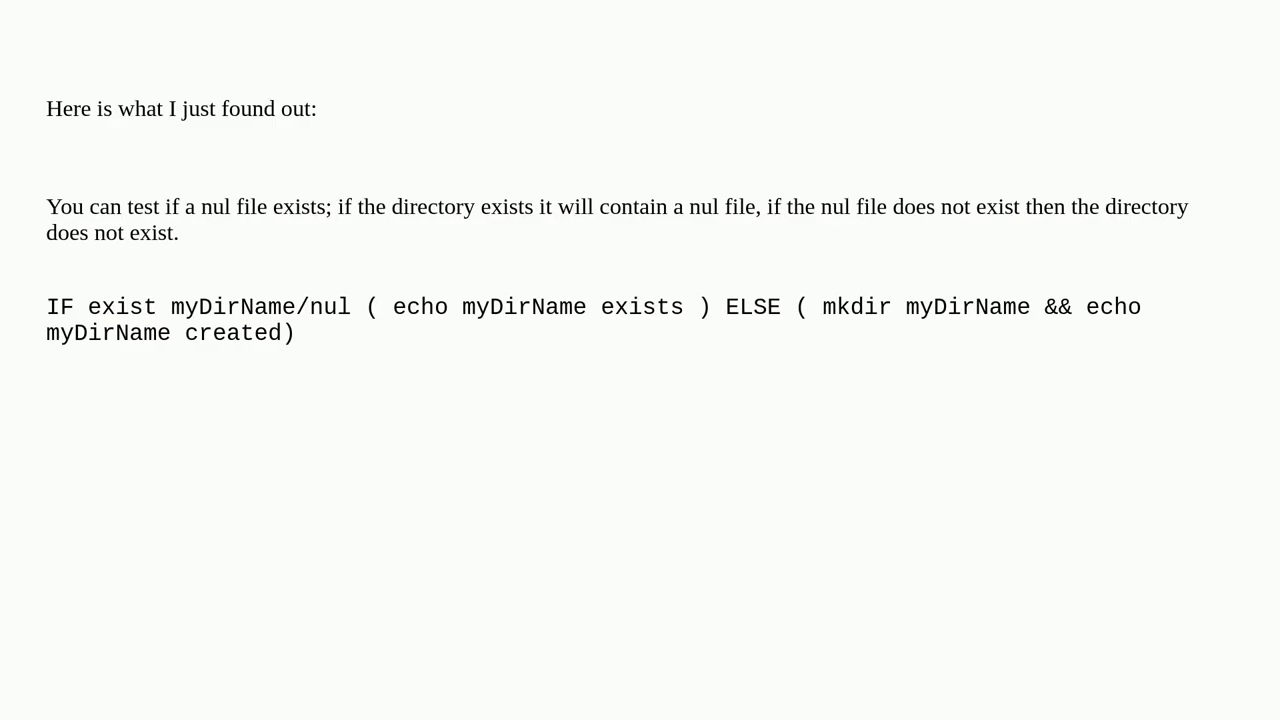 Here is what I just found out:
You can test if a nul file exists; if the directory exists it will contain a nul file, if the nul file does not exist then the directory
does not exist.
IF exist myDirName/nul ( echo myDirName exists ) ELSE ( mkdir myDirName && echo
myDirName created)